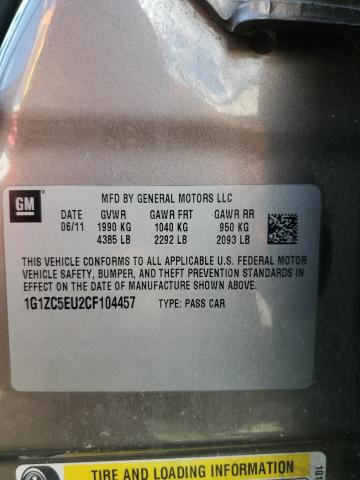 GM
MFD BY GENERAL MOTORS LLC
DATE GVWR GAWR FRT GAWR RR
06/11 1990 KG 1040 KG 950 KG
4385 LB 2292 LB 2093 LB
THIS VEHICLE CONFORMS TO ALL APPLICABLE U.S. FEDERAL MOTOR
VEHICLE SAFETY, BUMPER, AND THEFT PREVENTION STANDARDS
IN EFFECT ON THE DATE OF MANUFACTURE SHOWN ABOVE.
1G1ZC5EU2CF104457 TYPE: PASS CAR
TIRE AND LOADING INFORMATION
1G1